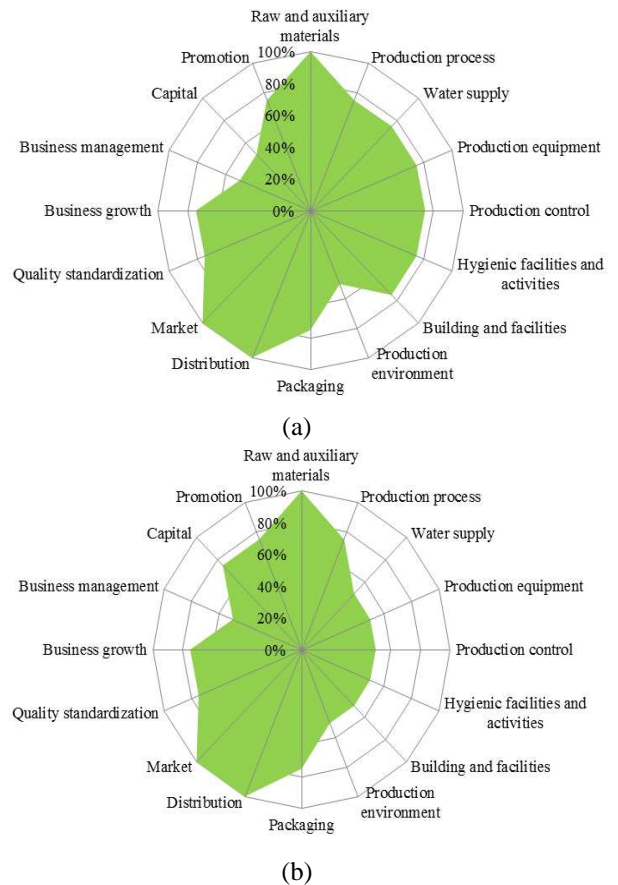 Raw and auxiliary
materials
100%
Promotion
Production process
80%
Capital
Water supply
60%
40%
Business management
Production equipment
20%
Business growth
0%
Production control
Quality standardization
Hygienic facilities and
activities
Market
Building and facilities
Distribution
Production
environment
Packaging
(a)
Raw and auxiliary
materials
100%
Promotion
Production process
80%
Capital
Water supply
60%
40%
Business management
Production equipment
20%
Business growth
0%
Production control
Quality standardization
Hygienic facilities and
activities
Market
Building and facilities
Distribution
Production
environment
Packaging
(b)